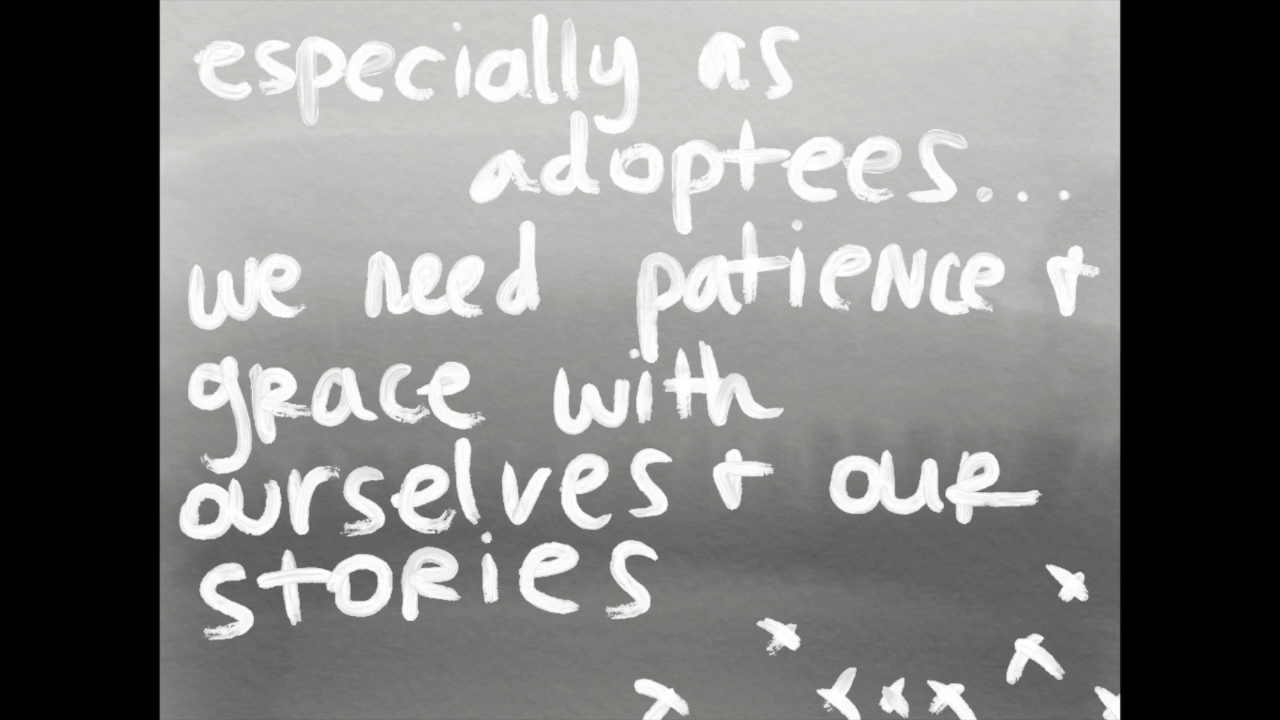 especially as
adoptees...
we need patience +
grace with
ourselves + our
stories